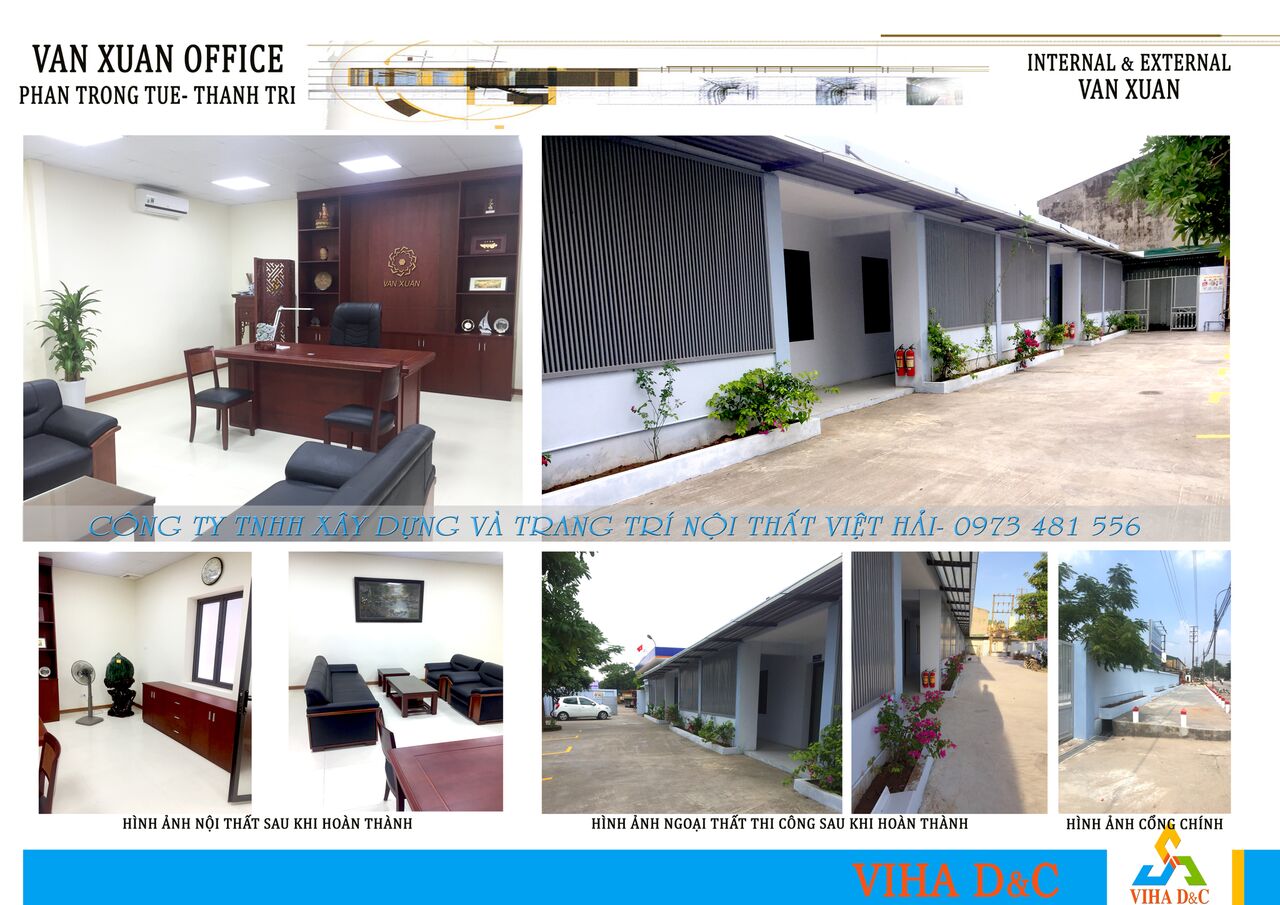 VAN XUAN OFFICE
PHAN TRONG TUE- THANH TRI
INTERNAL & EXTERNAL
VAN XUAN
VAN XUAN
CÔNG TY TNHH XÂY DỰNG VÀ TRANG TRÍ NỘI THẤT VIỆT HẢI- 0973 481 556
HÌNH ẢNH NỘI THẤT SAU KHI HOÀN THÀNH
HÌNH ẢNH NGOẠI THẤT THI CÔNG SAU KHI HOÀN THÀNH
HÌNH ẢNH CỔNG CHÍNH
VIHA D&C
VIHA D&C